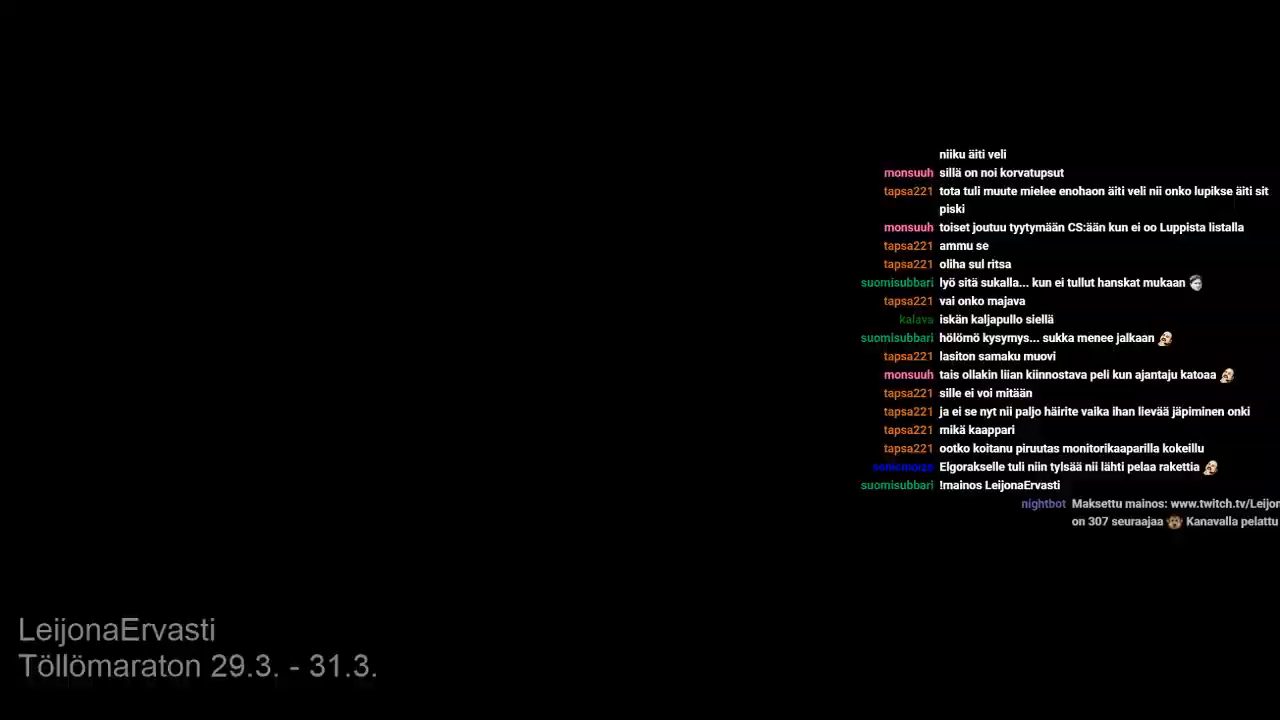 niiku äiti veli
monsuuh sillä on noi korvatupsut
tapsa221 tota tuli muute mielee enohaon äiti veli nii onko lupikse äiti sit
piski
monsuuh toiset joutuu tyytymään CS:ään kun ei oo Luppista listalla
tapsa221 ammu se
tapsa221 oliha sul ritsa
suomisubbari lyö sitä sukalla... kun ei tullut hanskat mukaan
tapsa221 vai onko majava
kalava iskän kaljapullo siellä
suomisubbari hölömö kysymys... sukka menee jalkaan
tapsa221 lasiton samaku muovi
monsuuh tais ollakin liian kiinnostava peli kun ajantaju katoaa
tapsa221 sille ei voi mitään
tapsa221 ja ei se nyt nii paljo häirite vaika ihan lievää jäpiminen onki
tapsa221 mikä kaappari
tapsa221 ootko koitanu piruutas monitorikaaparilla kokeillu
Elgorakselle tuli niin tylsää nii lähti pelaa rakettia
suomisubbari !mainos LeijonaErvasti
nightbot Maksettu mainos: www.twitch.tv/Leijon
on 307 seuraajaa Kanavalla pelattu
LeijonaErvasti
Töllömaraton 29.3. - 31.3.